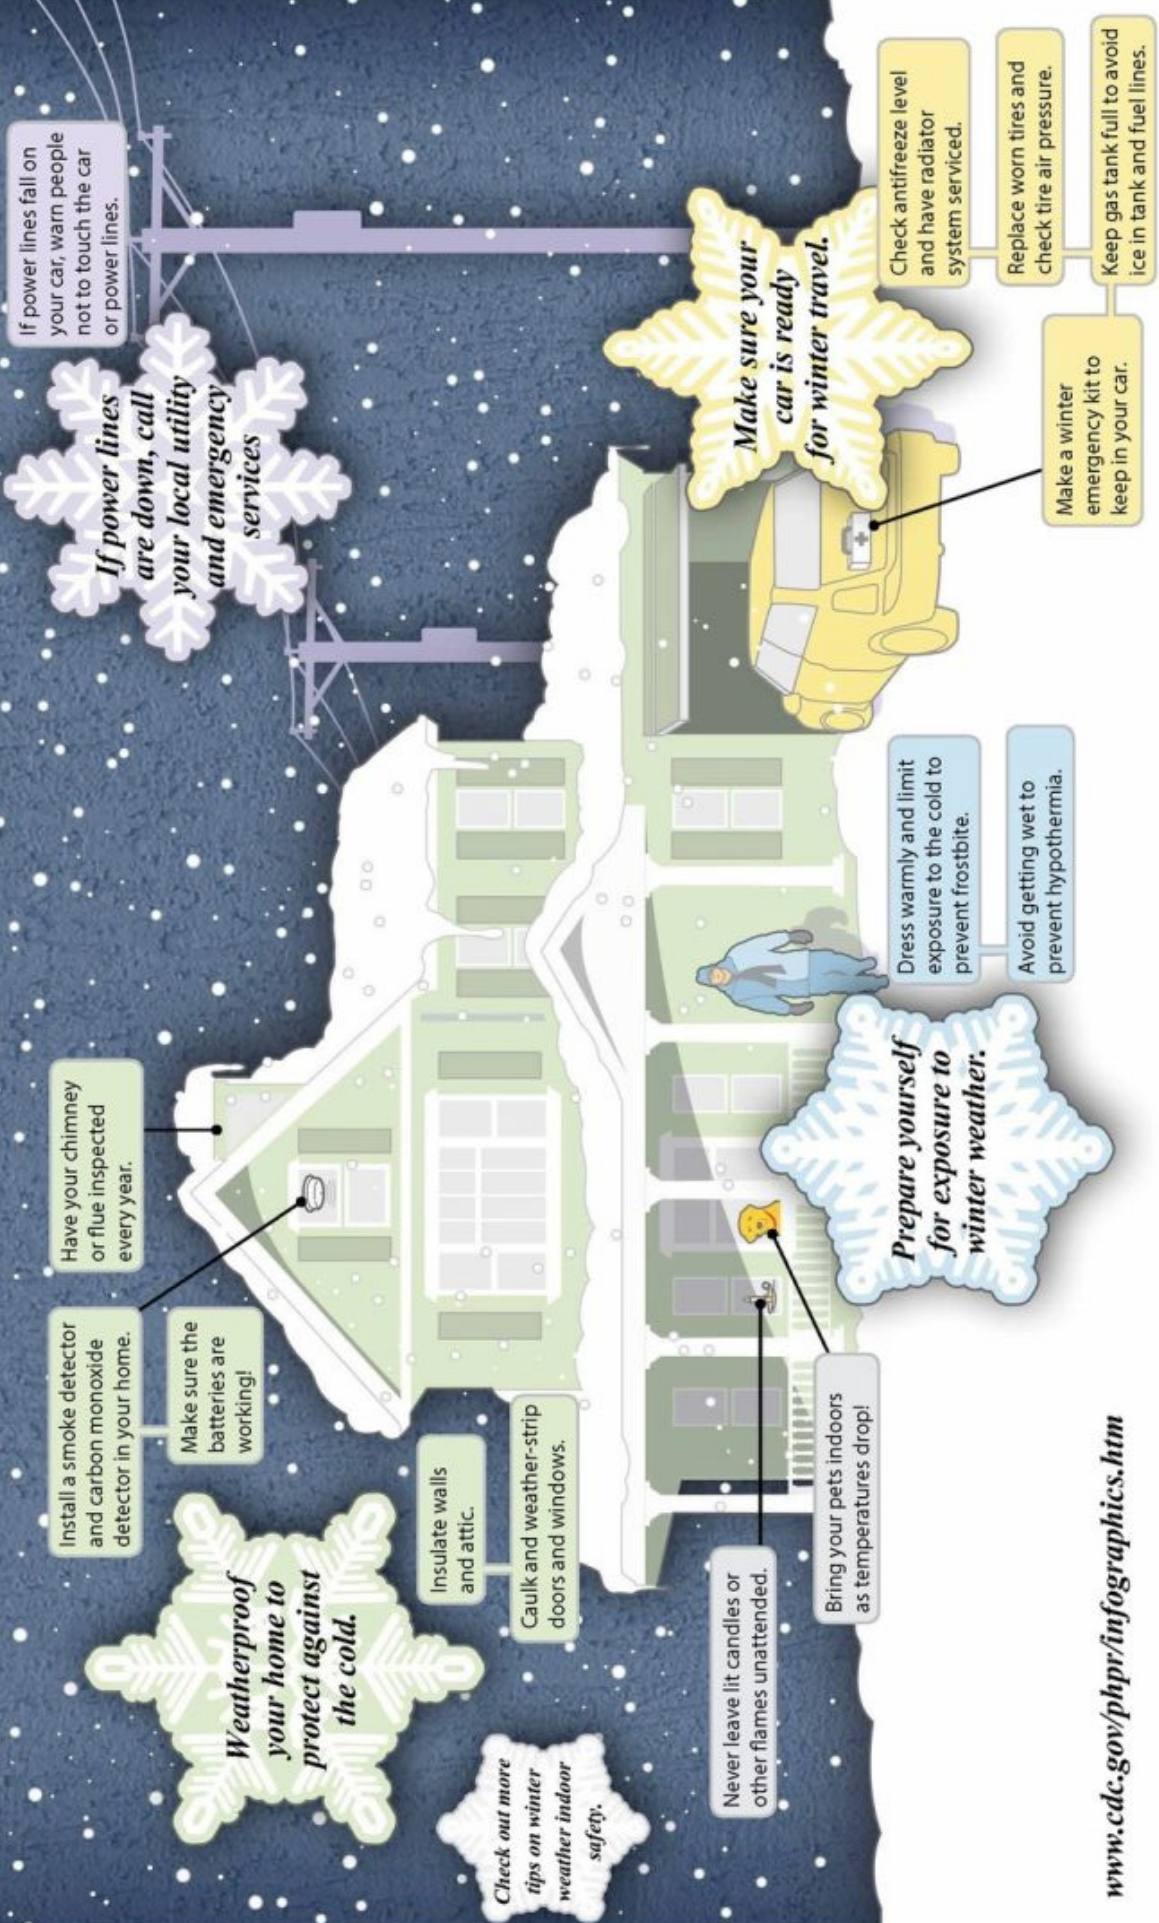 Weatherproof
your home to
protect against
the cold.
Install a smoke detector
and carbon monoxide
detector in your home.
Make sure the
batteries are
working!
Have your chimney
or flue inspected
every year.
Insulate walls
and attic.
Caulk and weather-strip
doors and windows.
If power lines
are down, call
your local utility
and emergency
services
If power lines fall on
your car, warn people
not to touch the car
or power lines.
Check out more
tips on winter
weather indoor
safety.
Never leave lit candles or
other flames unattended.
Bring your pets indoors
as temperatures drop!
Prepare yourself
for exposure to
winter weather.
Dress warmly and limit
exposure to the cold to
prevent frostbite.
Avoid getting wet to
prevent hypothermia.
Make sure your
car is ready
for winter travel.
Check antifreeze level
and have radiator
system serviced.
Replace worn tires and
check tire air pressure.
Keep gas tank full to avoid
ice in tank and fuel lines.
Make a winter
emergency kit to
keep in your car.
www.cdc.gov/phpr/infographics.htm